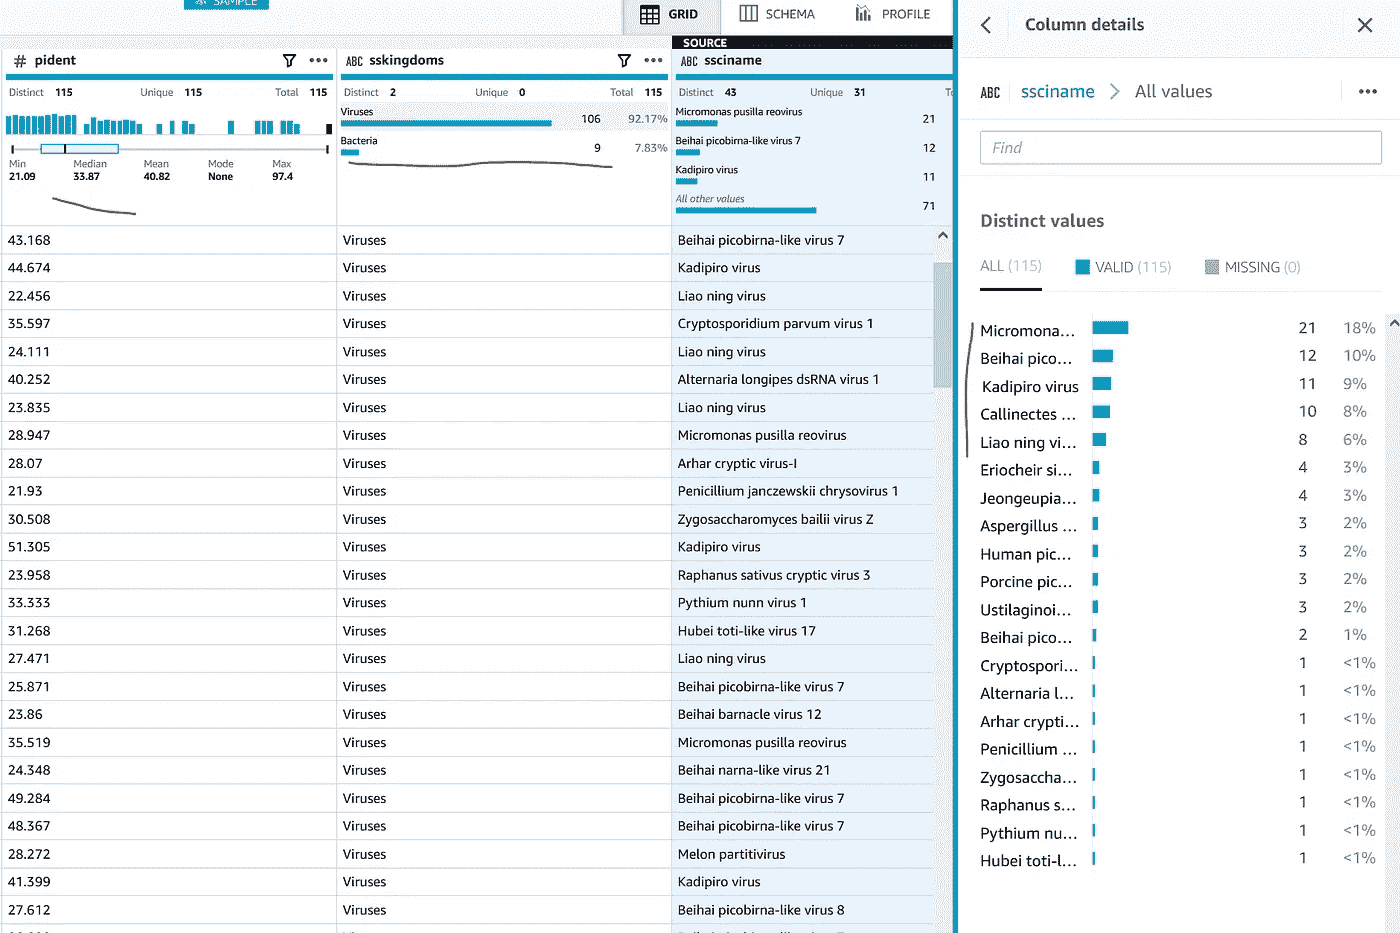 SAMPLE
GRID SCHEMA PROFILE
SOURCE
# pident
Distinct 115 Unique 115 Total 115
Min Median Mean Mode Max
21.09 33.87 40.82 None 97.4
ABC sskingdoms
Distinct 2 Unique 0 Total 115
Viruses 106 92.17%
Bacteria 9 7.83%
ABC ssciname
Distinct 43 Unique 31 To
Micromonas pusilla reovirus 21
Beihai picobirna-like virus 7 12
Kadipiro virus 11
All other values 71
43.168 Viruses Beihai picobirna-like virus 7
44.674 Viruses Kadipiro virus
22.456 Viruses Liao ning virus
35.597 Viruses Cryptosporidium parvum virus 1
24.111 Viruses Liao ning virus
40.252 Viruses Alternaria longipes dsRNA virus 1
23.835 Viruses Liao ning virus
28.947 Viruses Micromonas pusilla reovirus
28.07 Viruses Arhar cryptic virus-I
21.93 Viruses Penicillium janczewskii chrysovirus 1
30.508 Viruses Zygosaccharomyces bailii virus Z
51.305 Viruses Kadipiro virus
23.958 Viruses Raphanus sativus cryptic virus 3
33.333 Viruses Pythium nunn virus 1
31.268 Viruses Hubei toti-like virus 17
27.471 Viruses Liao ning virus
25.871 Viruses Beihai picobirna-like virus 7
23.86 Viruses Beihai barnacle virus 12
35.519 Viruses Micromonas pusilla reovirus
24.348 Viruses Beihai narna-like virus 21
49.284 Viruses Beihai picobirna-like virus 7
48.367 Viruses Beihai picobirna-like virus 7
28.272 Viruses Melon partitivirus
41.399 Viruses Kadipiro virus
27.612 Viruses Beihai picobirna-like virus 8
Column details
ABC ssciname > All values
Find
Distinct values
ALL (115) VALID (115) MISSING (0)
Micromona... 21 18%
Beihai pico... 12 10%
Kadipiro virus 11 9%
Callinectes ... 10 8%
Liao ning vi... 8 6%
Eriocheir si... 4 3%
Jeongeupia... 4 3%
Aspergillus ... 3 2%
Human pic... 3 2%
Porcine pic... 3 2%
Ustilaginoi... 3 2%
Beihai pico... 2 1%
Cryptospori... 1 <1%
Alternaria l... 1 <1%
Arhar crypti... 1 <1%
Penicillium ... 1 <1%
Zygosaccha... 1 <1%
Raphanus s... 1 <1%
Pythium nu... 1 <1%
Hubei toti-l... 1 <1%